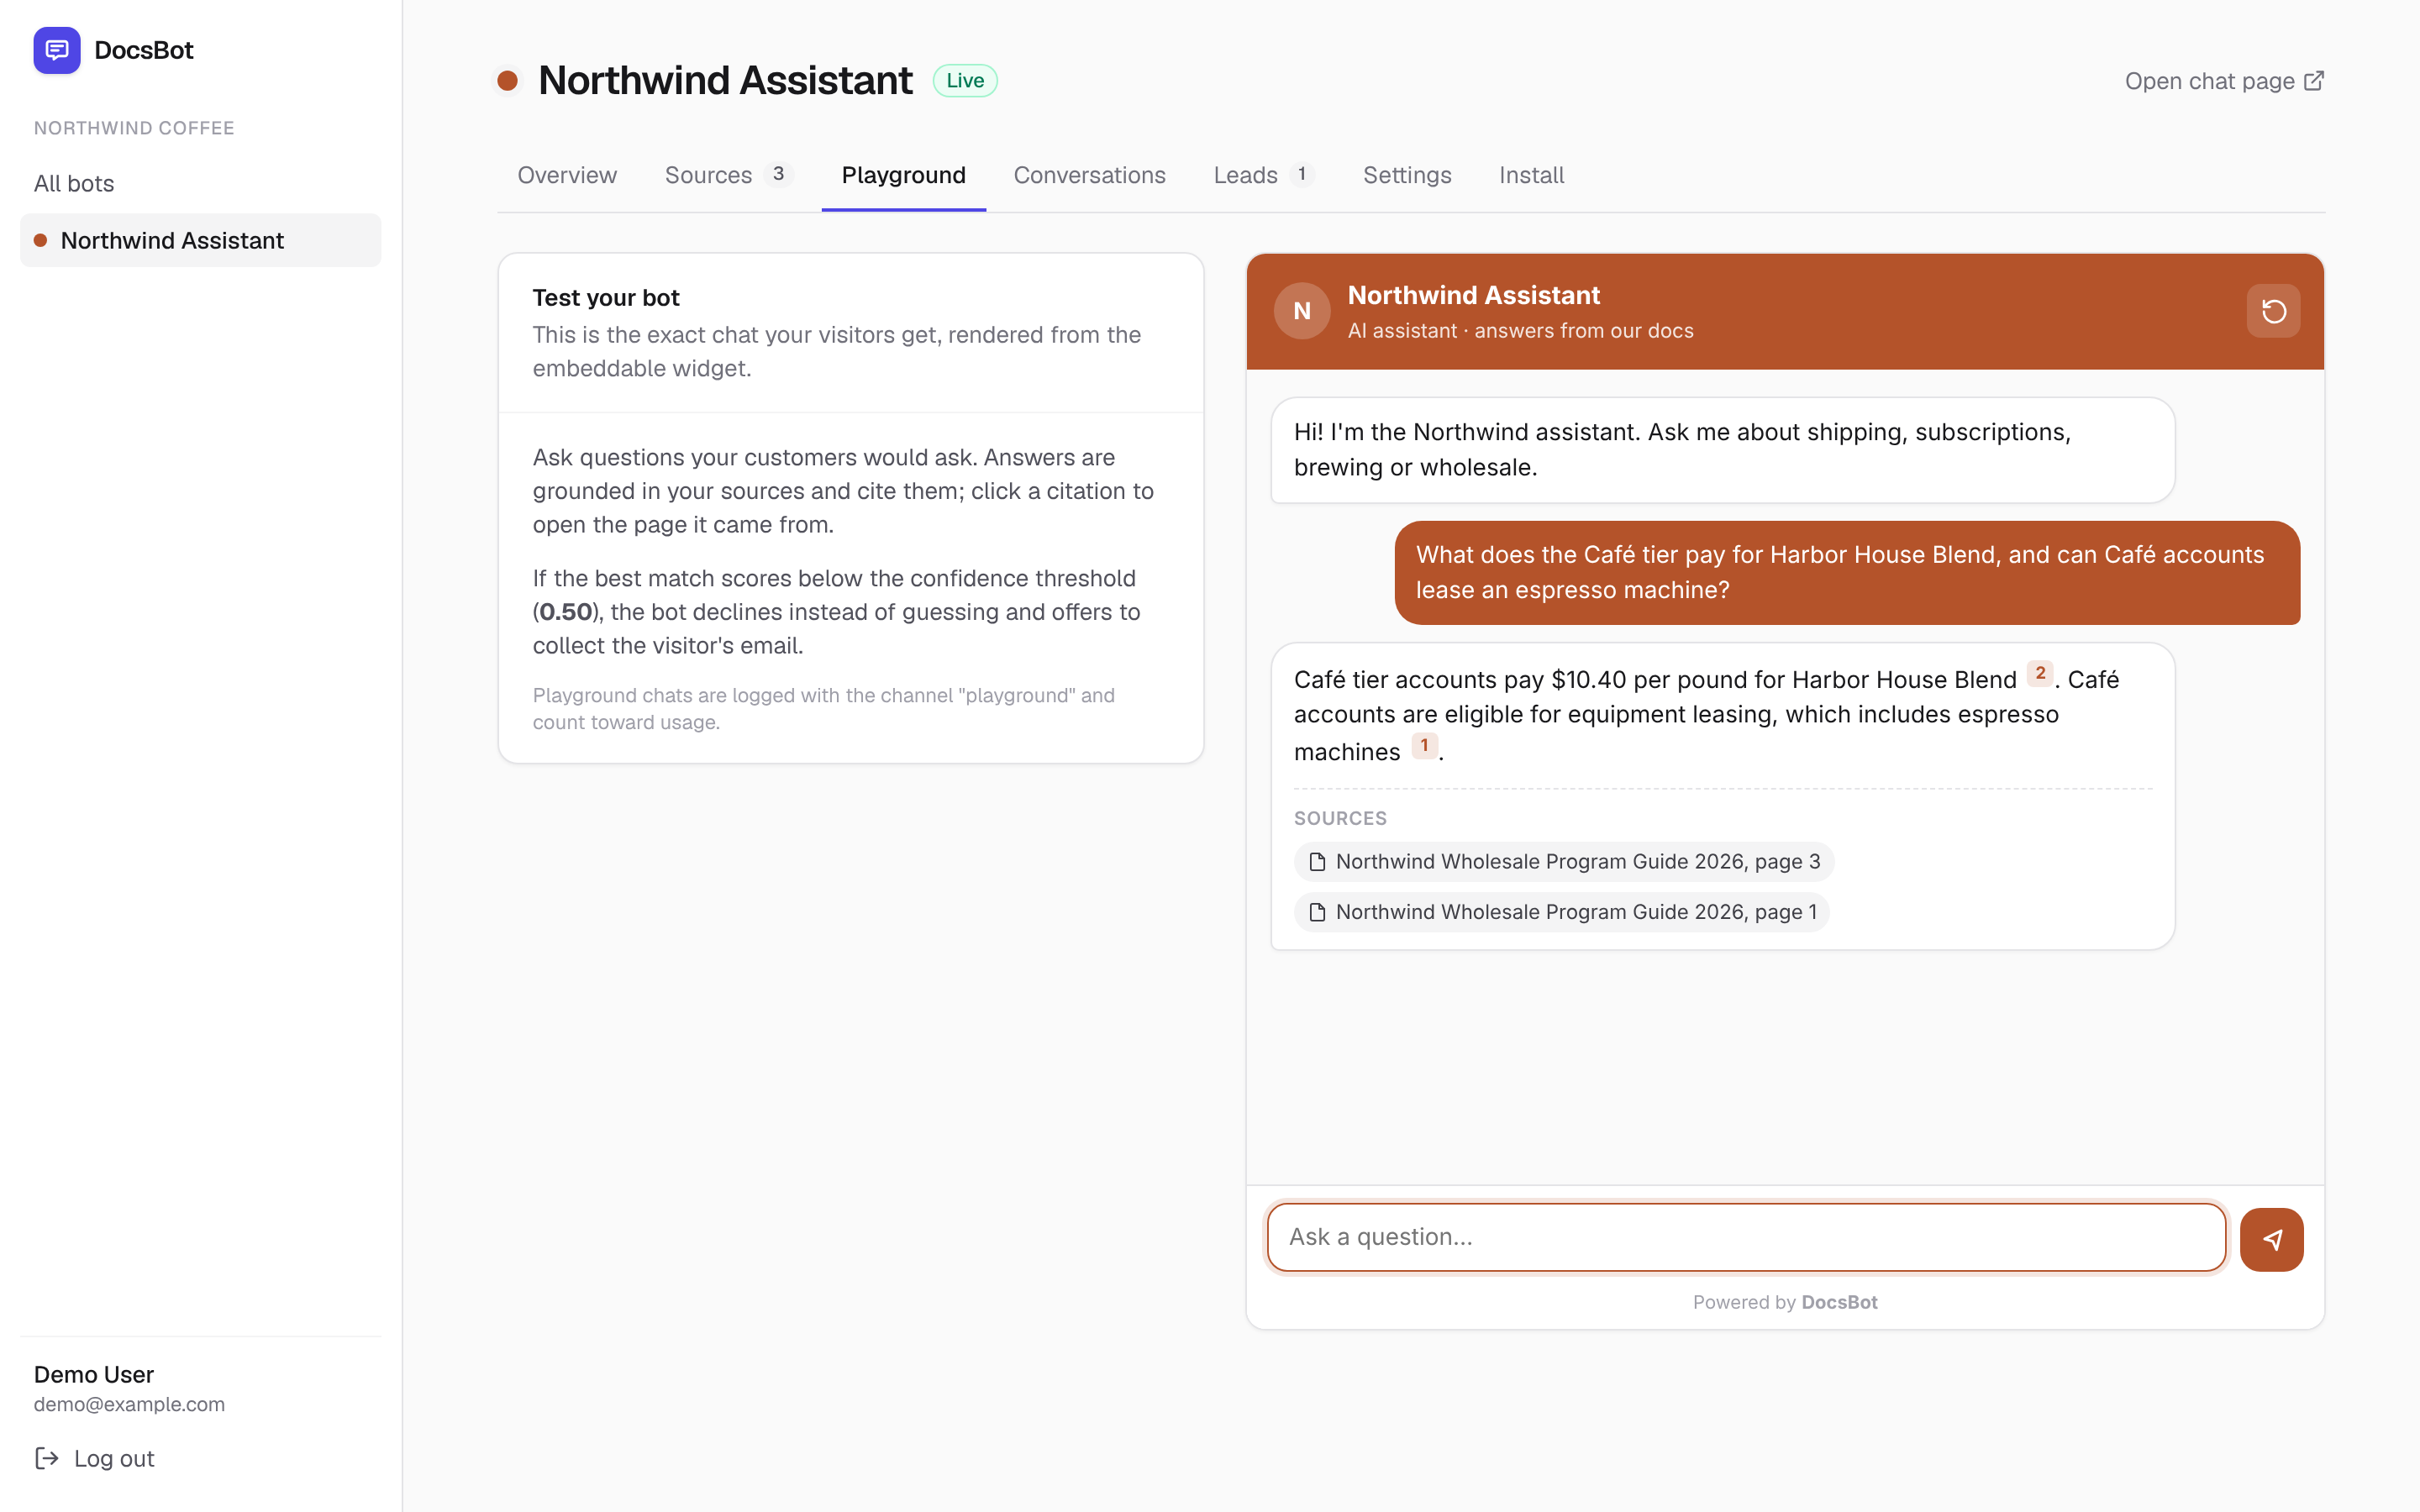 DocsBot
NORTHWIND COFFEE
All bots
Northwind Assistant
Demo User
demo@example.com
Log out
Northwind Assistant
Live
Open chat page
Overview
Sources 3
Playground
Conversations
Leads 1
Settings
Install
Test your bot
This is the exact chat your visitors get, rendered from the
embeddable widget.
Ask questions your customers would ask. Answers are
grounded in your sources and cite them; click a citation to
open the page it came from.
If the best match scores below the confidence threshold
(0.50), the bot declines instead of guessing and offers to
collect the visitor's email.
Playground chats are logged with the channel "playground" and
count toward usage.
N
Northwind Assistant
AI assistant · answers from our docs
Hi! I'm the Northwind assistant. Ask me about shipping, subscriptions,
brewing or wholesale.
What does the Café tier pay for Harbor House Blend, and can Café accounts
lease an espresso machine?
Café tier accounts pay $10.40 per pound for Harbor House Blend 2. Café
accounts are eligible for equipment leasing, which includes espresso
machines 1.
SOURCES
Northwind Wholesale Program Guide 2026, page 3
Northwind Wholesale Program Guide 2026, page 1
Ask a question...
Powered by DocsBot